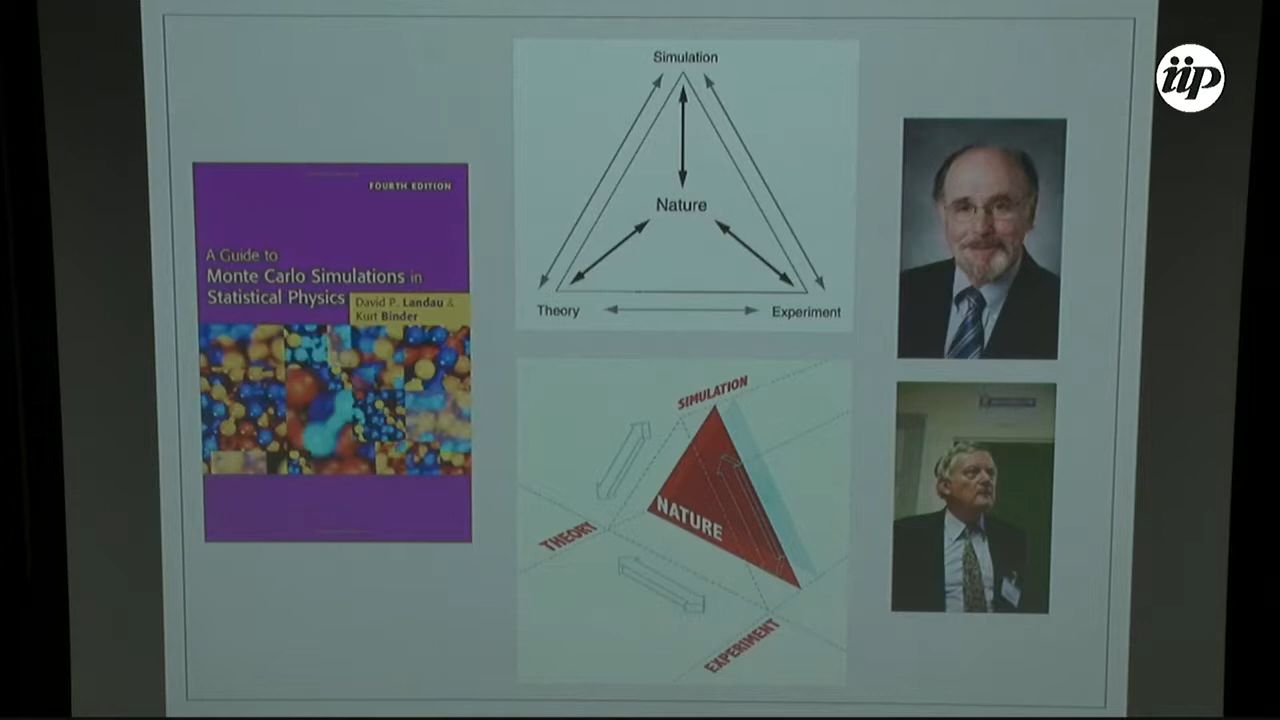 FOURTH EDITION
A Guide to
Monte Carlo Simulations in
Statistical Physics
David P. Landau &
Kurt Binder
Simulation
Nature
Theory
Experiment
SIMULATION
NATURE
THEORY
EXPERIMENT
iip